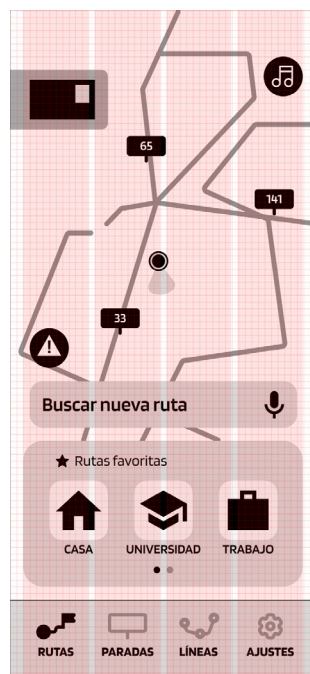 65
141
33
Buscar nueva ruta
Rutas favoritas
CASA UNIVERSIDAD TRABAJO
RUTAS PARADAS LÍNEAS AJUSTES